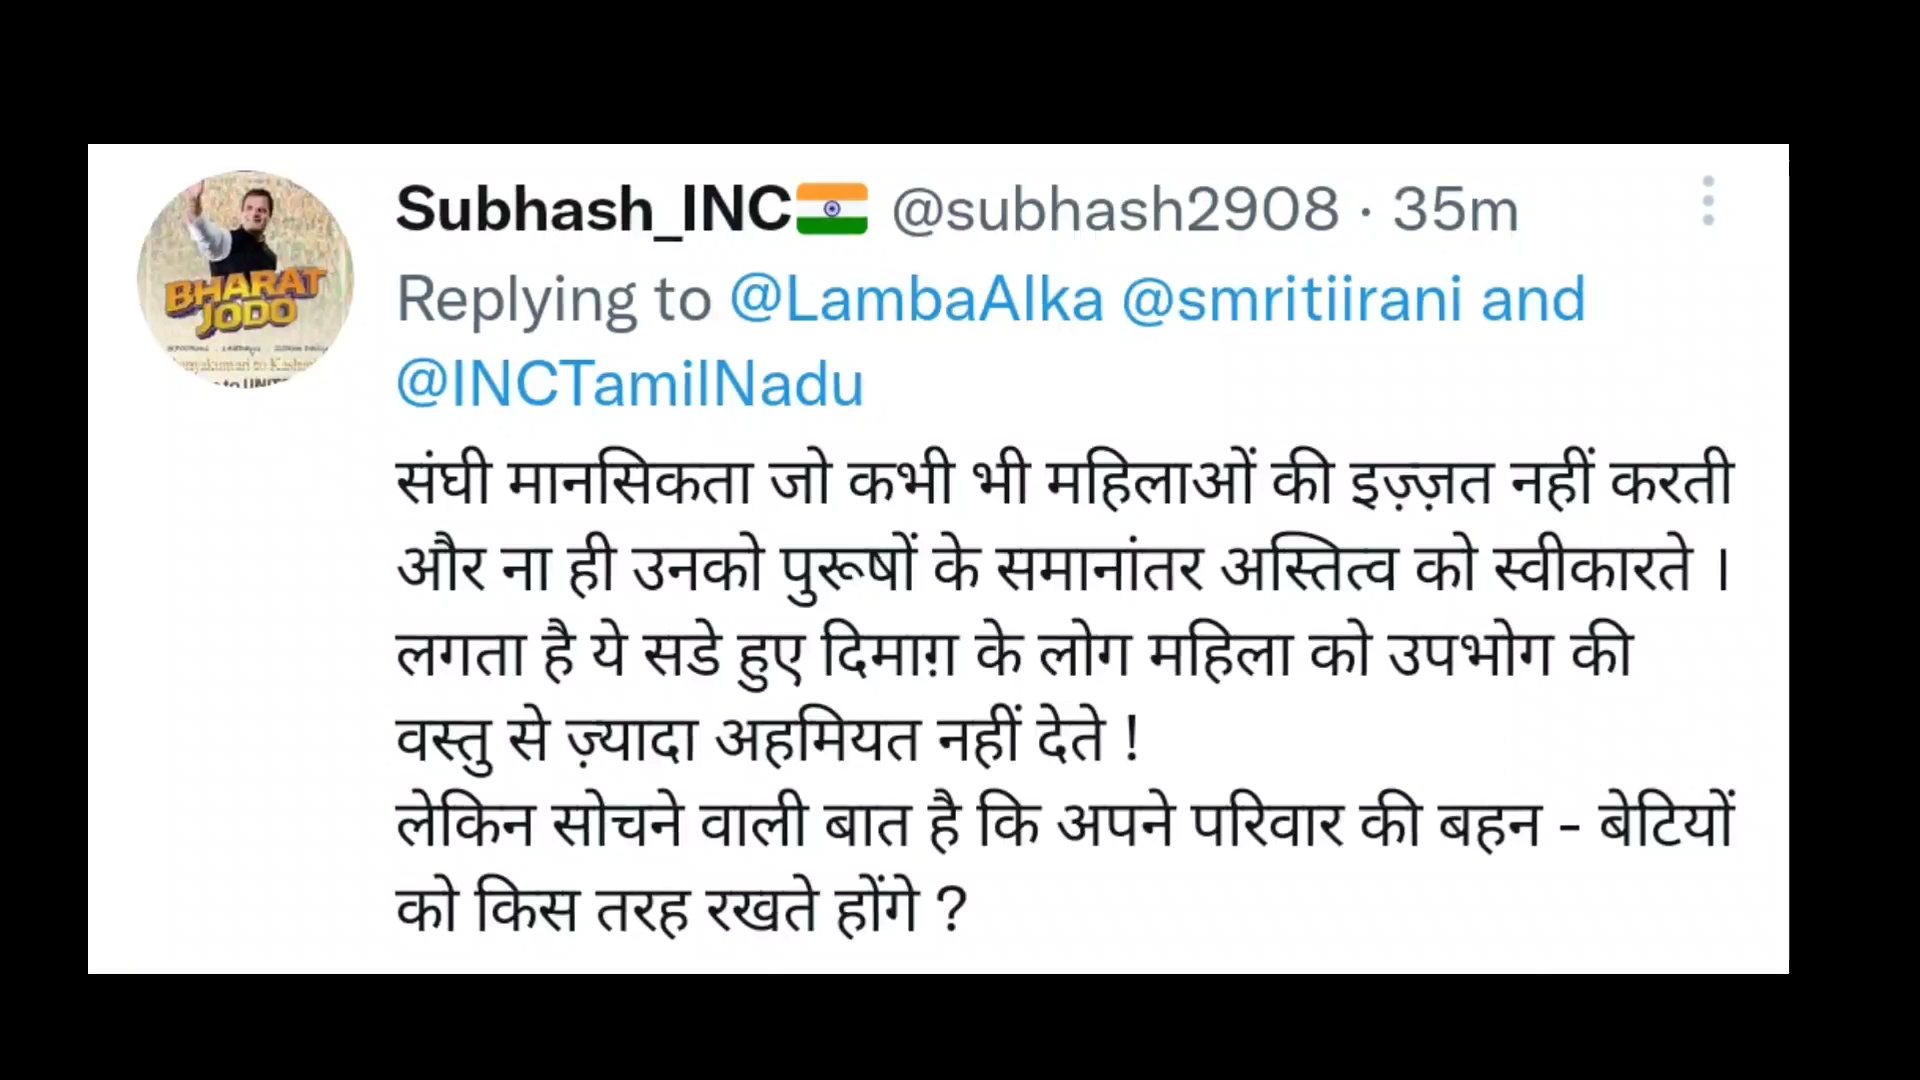 Subhash_INC🇮🇳 @subhash2908 · 35m
Replying to @LambaAlka @smritiirani and
@INCTamilNadu
संघी मानसिकता जो कभी भी महिलाओं की इज़्ज़त नहीं करती
और ना ही उनको पुरूषों के समानांतर अस्तित्व को स्वीकारते ।
लगता है ये सडे हुए दिमाग़ के लोग महिला को उपभोग की
वस्तु से ज़्यादा अहमियत नहीं देते !
लेकिन सोचने वाली बात है कि अपने परिवार की बहन - बेटियों
को किस तरह रखते होंगे ?
BHARAT
JODO